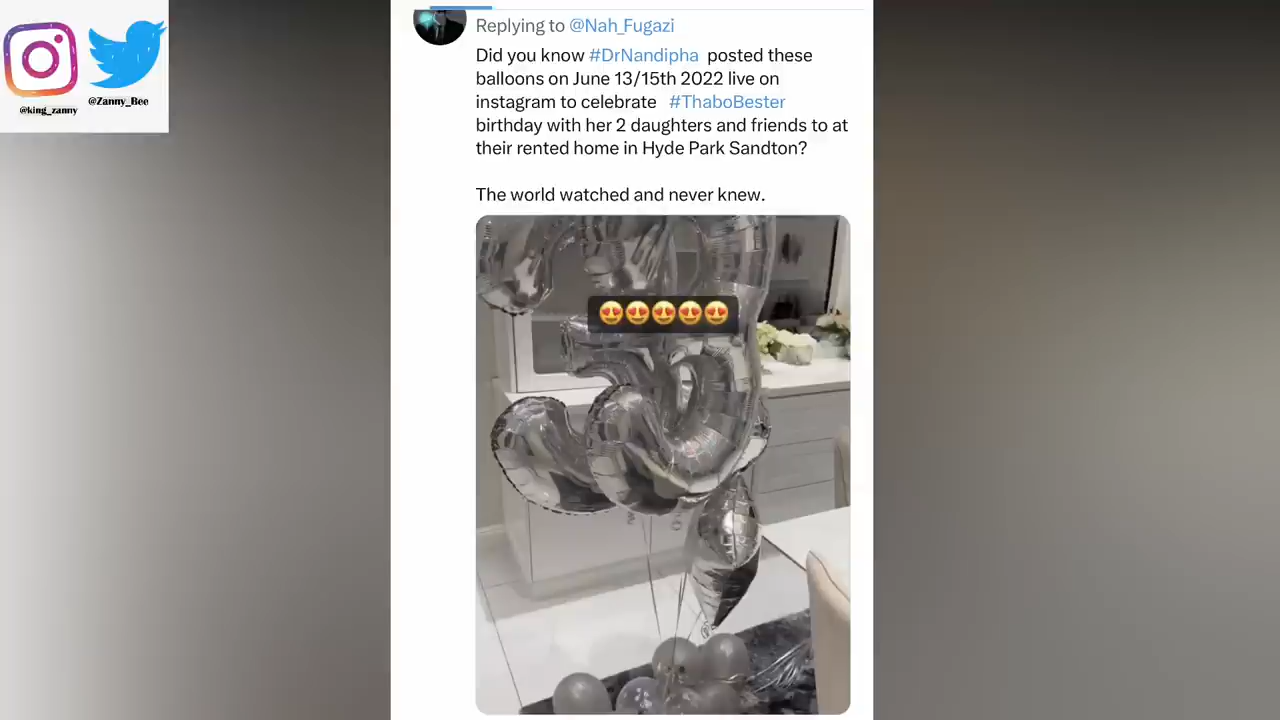 @king_zanny
@Zanny_Bee
Replying to @Nah_Fugazi
Did you know #DrNandipha posted these
balloons on June 13/15th 2022 live on
instagram to celebrate #ThaboBester
birthday with her 2 daughters and friends to at
their rented home in Hyde Park Sandton?
The world watched and never knew.